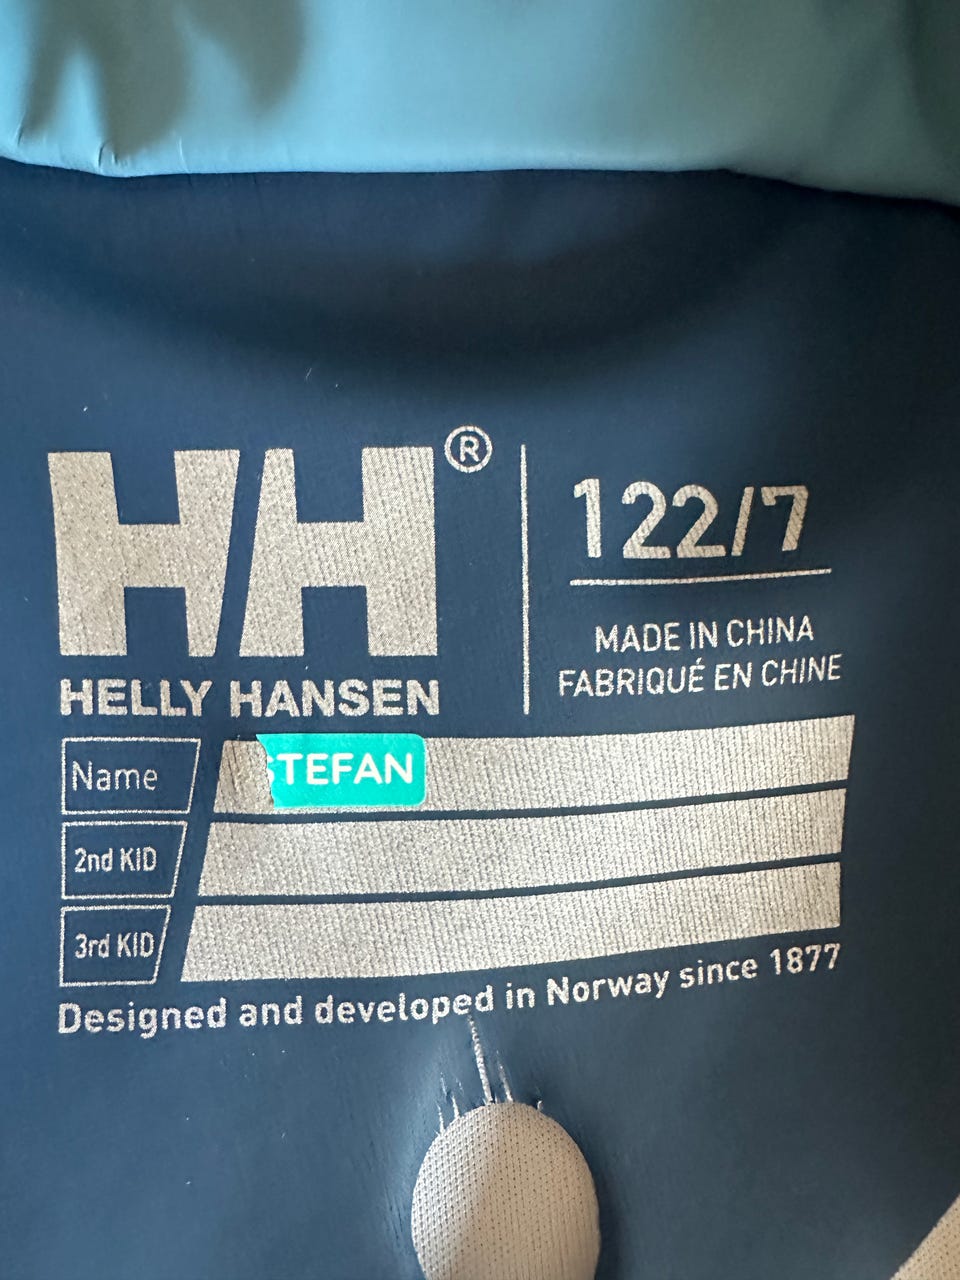 HH®
HELLY HANSEN
122/7
MADE IN CHINA
FABRIQUÉ EN CHINE
Name STEFAN
2nd KID
3rd KID
Designed and developed in Norway since 1877